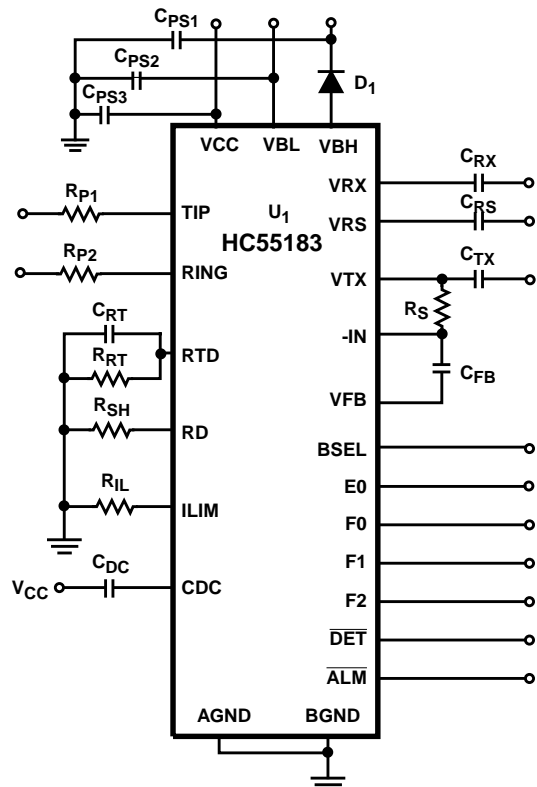 CPS1
CPS2
D1
CPS3
VCC VBL VBH
CRX
VRX
RP1
CRS
TIP U1 VRS
HC55183
RP2
CTX
RING VTX
RS
CRT
-IN
RRT RTD
CFB
RSH
VFB
RD
BSEL
RIL
E0
ILIM
F0
CDC
F1
VCC CDC
F2
DET
ALM
AGND BGND